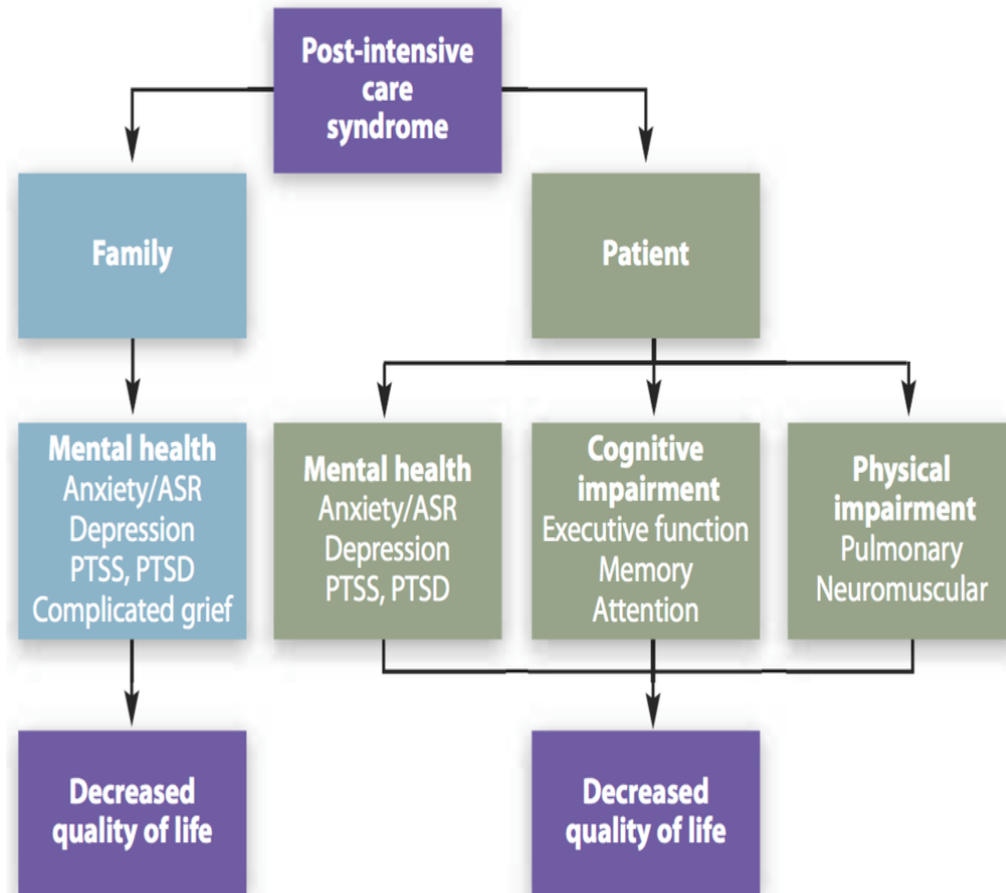 Post-intensive
care
syndrome
Family
Patient
Mental health
Anxiety/ASR
Depression
PTSS, PTSD
Complicated grief
Mental health
Anxiety/ASR
Depression
PTSS, PTSD
Cognitive
impairment
Executive function
Memory
Attention
Physical
impairment
Pulmonary
Neuromuscular
Decreased
quality of life
Decreased
quality of life